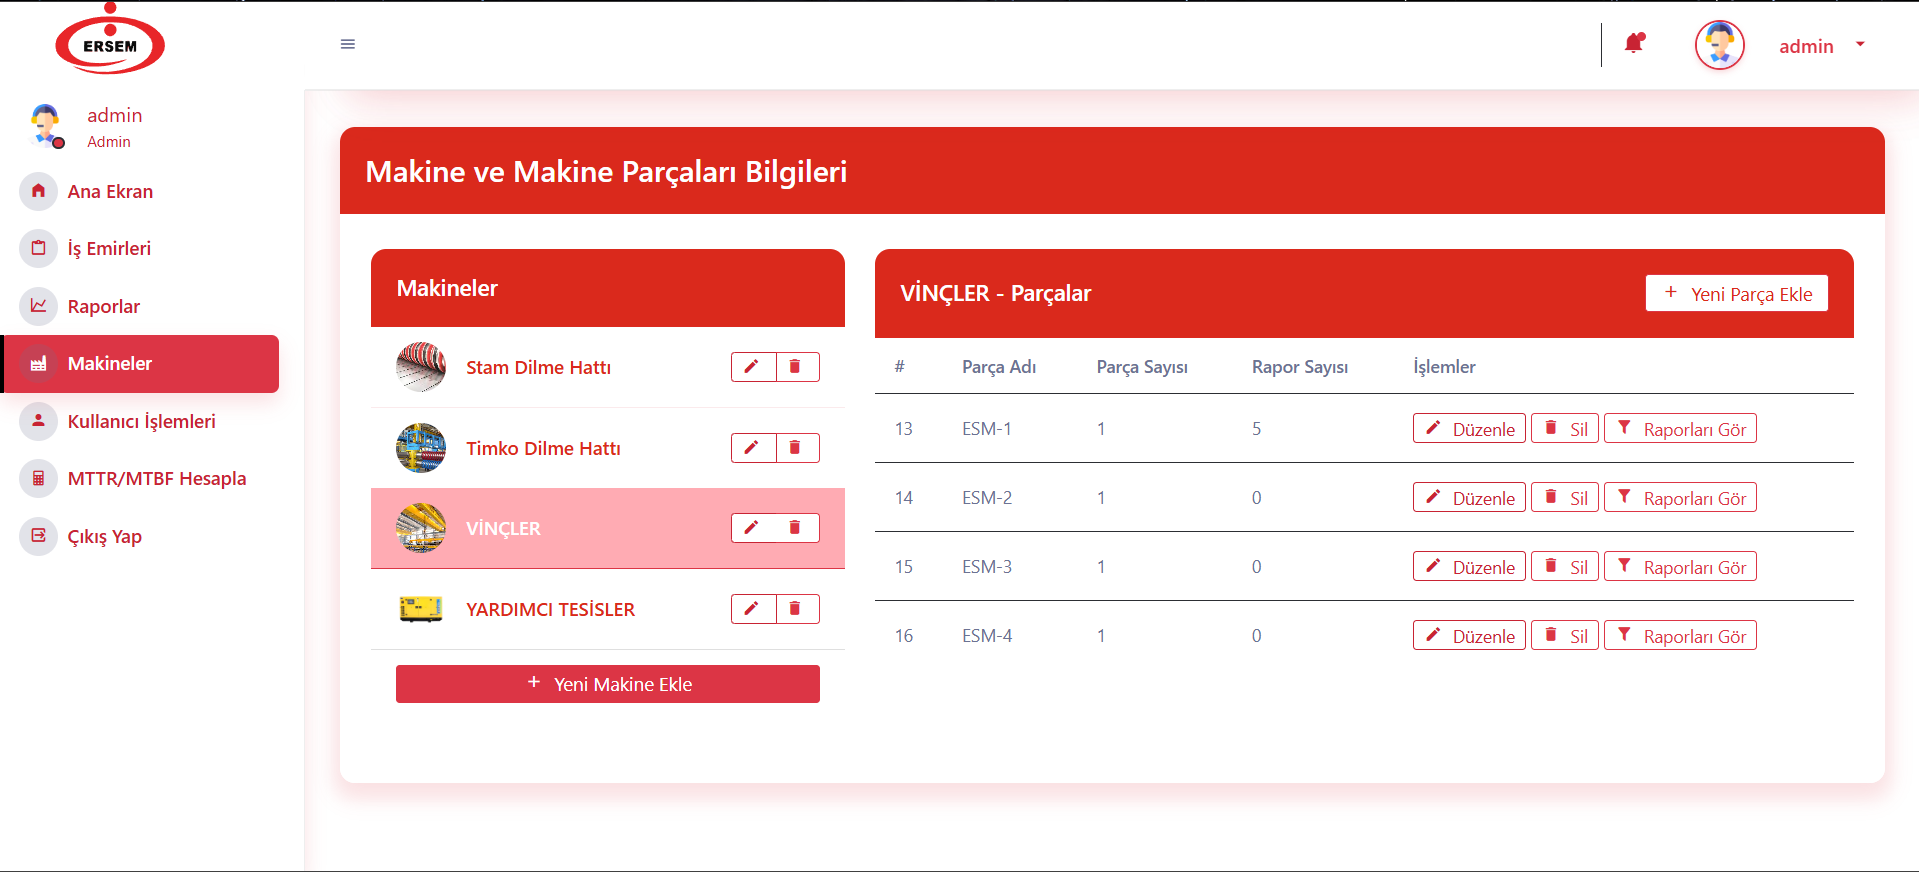 ERSEM
admin
admin
Admin
Ana Ekran
İş Emirleri
Raporlar
Makineler
Kullanıcı İşlemleri
MTTR/MTBF Hesapla
Çıkış Yap
Makine ve Makine Parçaları Bilgileri
Makineler
Stam Dilme Hattı
Timko Dilme Hattı
VİNÇLER
YARDIMCI TESİSLER
+ Yeni Makine Ekle
VİNÇLER - Parçalar
+ Yeni Parça Ekle
# Parça Adı Parça Sayısı Rapor Sayısı İşlemler
13 ESM-1 1 5 Düzenle Sil Raporları Gör
14 ESM-2 1 0 Düzenle Sil Raporları Gör
15 ESM-3 1 0 Düzenle Sil Raporları Gör
16 ESM-4 1 0 Düzenle Sil Raporları Gör